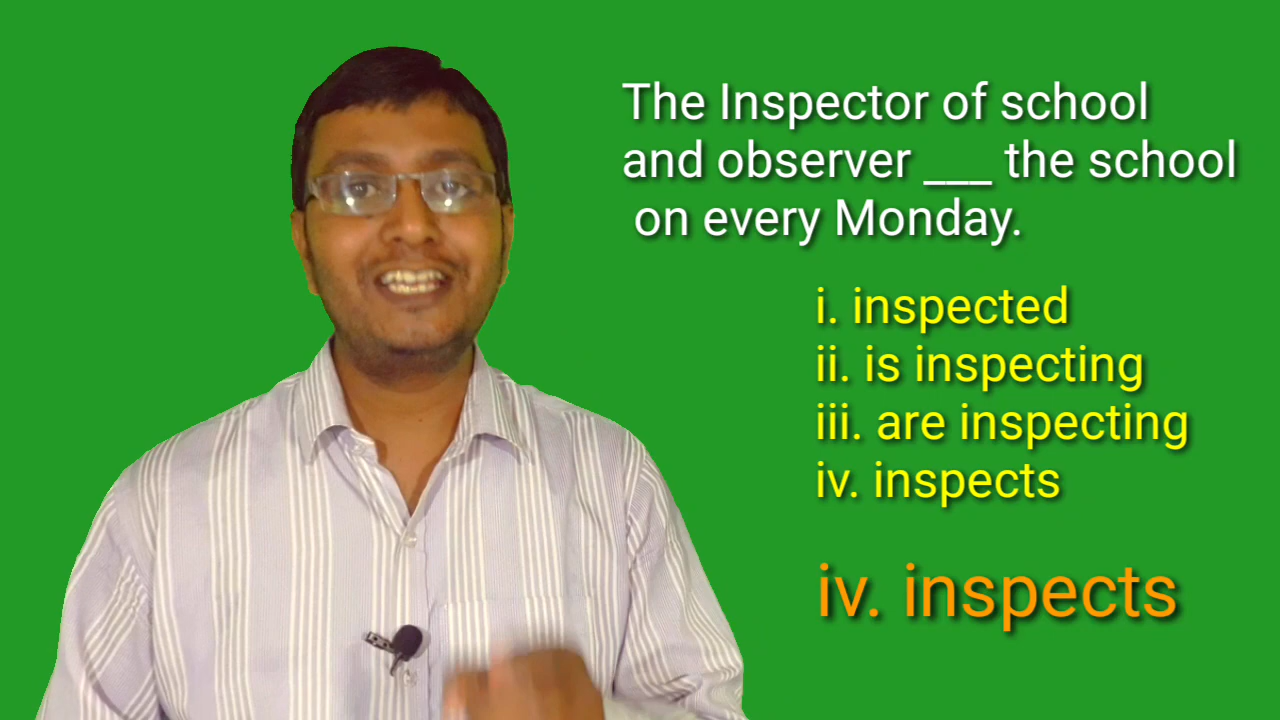 The Inspector of school
and observer ___ the school
on every Monday.
i. inspected
ii. is inspecting
iii. are inspecting
iv. inspects
iv. inspects